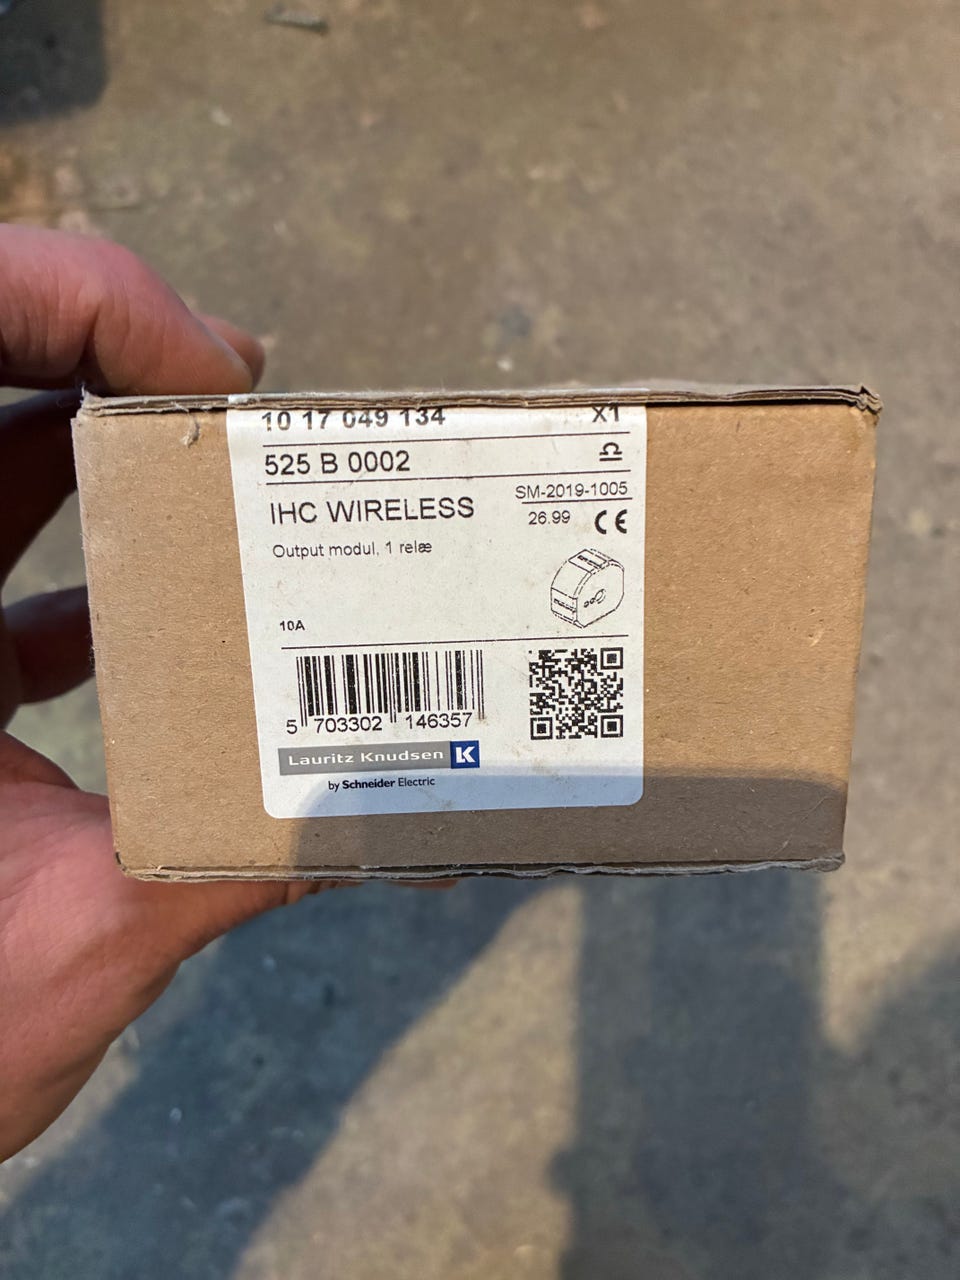 10 17 049 134 X1
525 B 0002
IHC WIRELESS
SM-2019-1005
26.99 CE
Output modul, 1 relæ
10A
5 703302 146357
Lauritz Knudsen K
by Schneider Electric